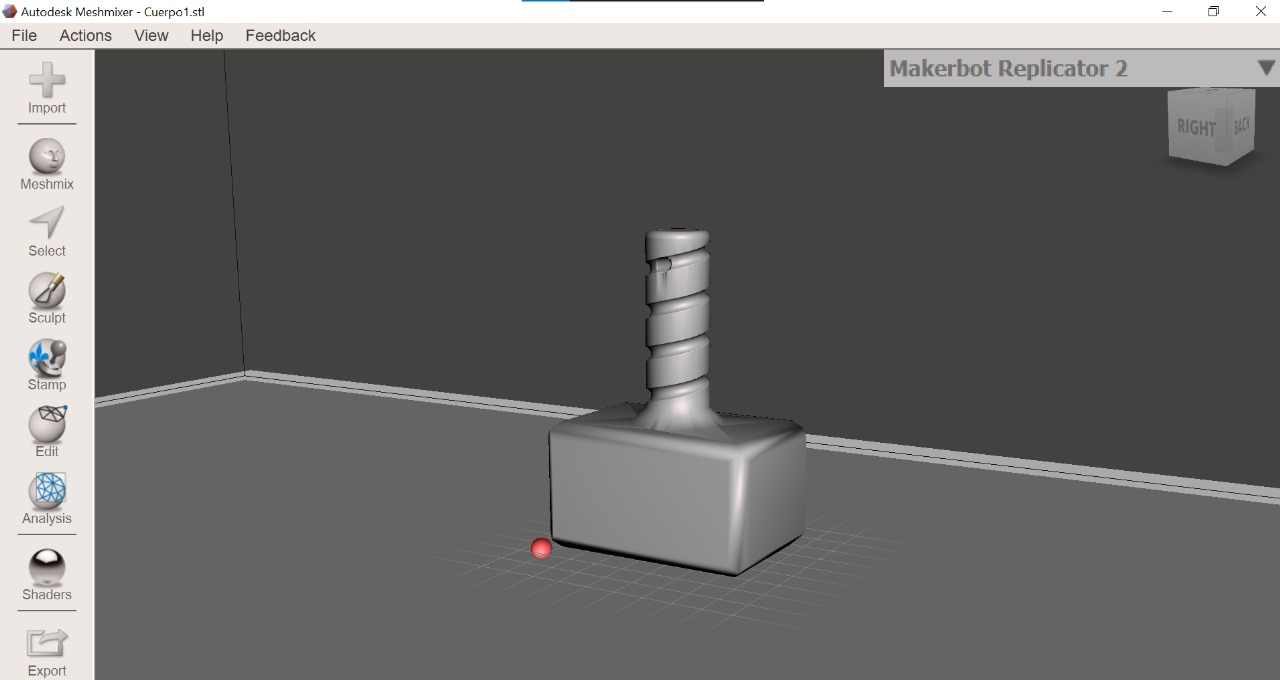 Autodesk Meshmixer - Cuerpo1.stl
File Actions View Help Feedback
Makerbot Replicator 2
RIGHT BACK
Import
Meshmix
Select
Sculpt
Stamp
Edit
Analysis
Shaders
Export